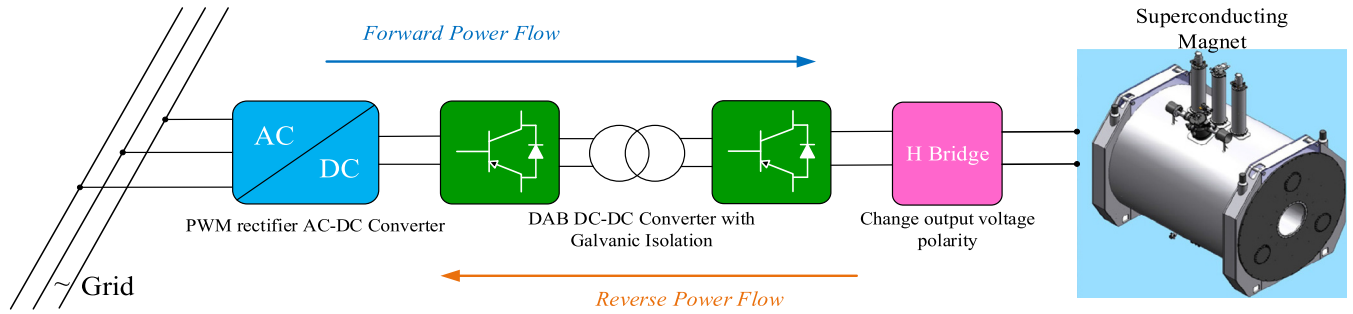 Superconducting
Magnet
Forward Power Flow
AC
DC
H Bridge
PWM rectifier AC-DC Converter
DAB DC-DC Converter with
Galvanic Isolation
Change output voltage
polarity
~ Grid
Reverse Power Flow